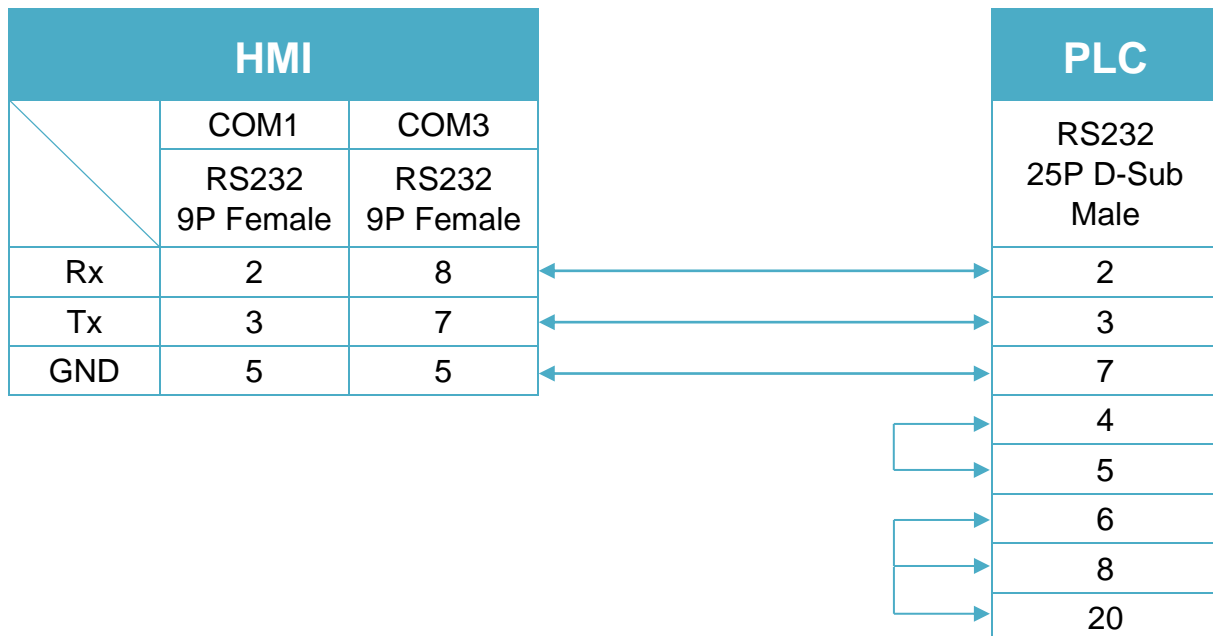 HMI
PLC
COM1
COM3
RS232
9P Female
RS232
9P Female
RS232
25P D-Sub
Male
Rx
2
8
2
Tx
3
7
3
GND
5
5
7
4
5
6
8
20